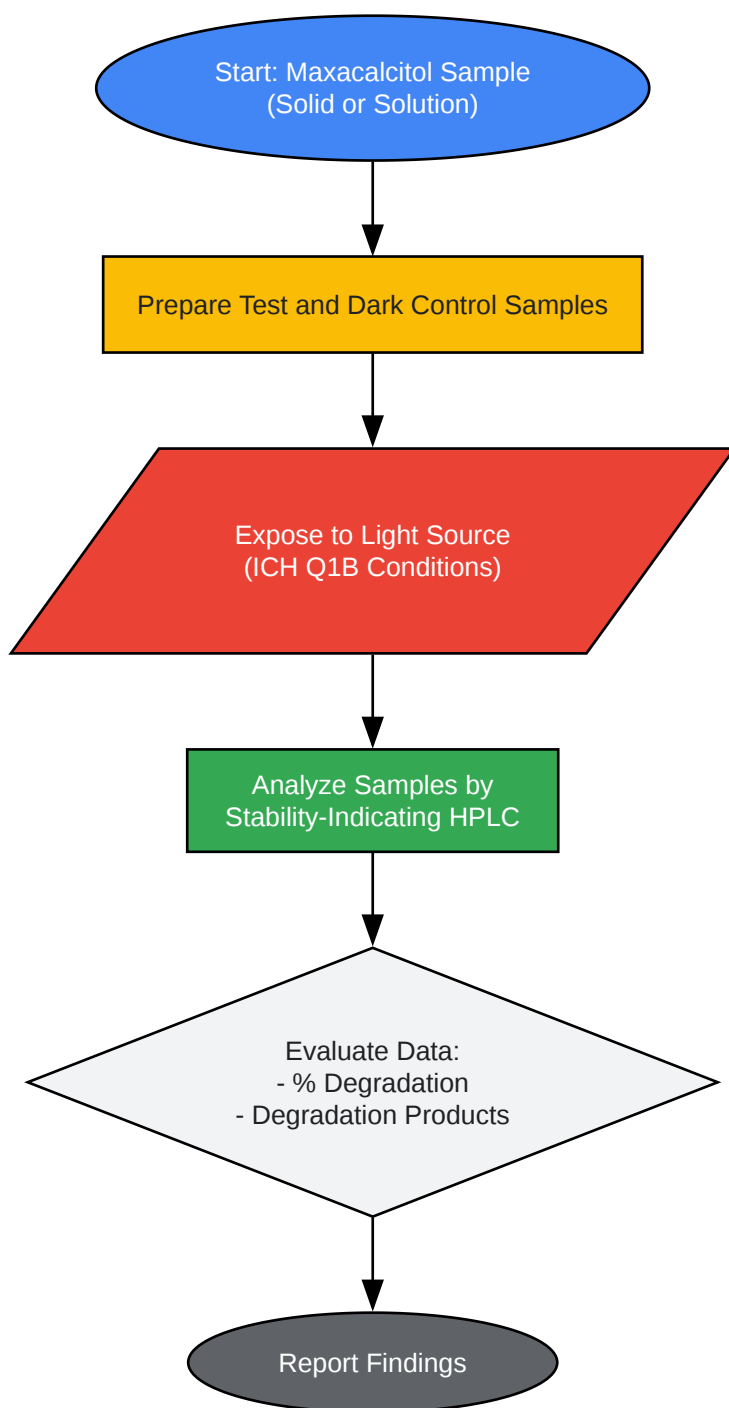 Start: Maxacalcitol Sample
(Solid or Solution)
Prepare Test and Dark Control Samples
Expose to Light Source
(ICH Q1B Conditions)
Analyze Samples by
Stability-Indicating HPLC
Evaluate Data:
- % Degradation
- Degradation Products
Report Findings